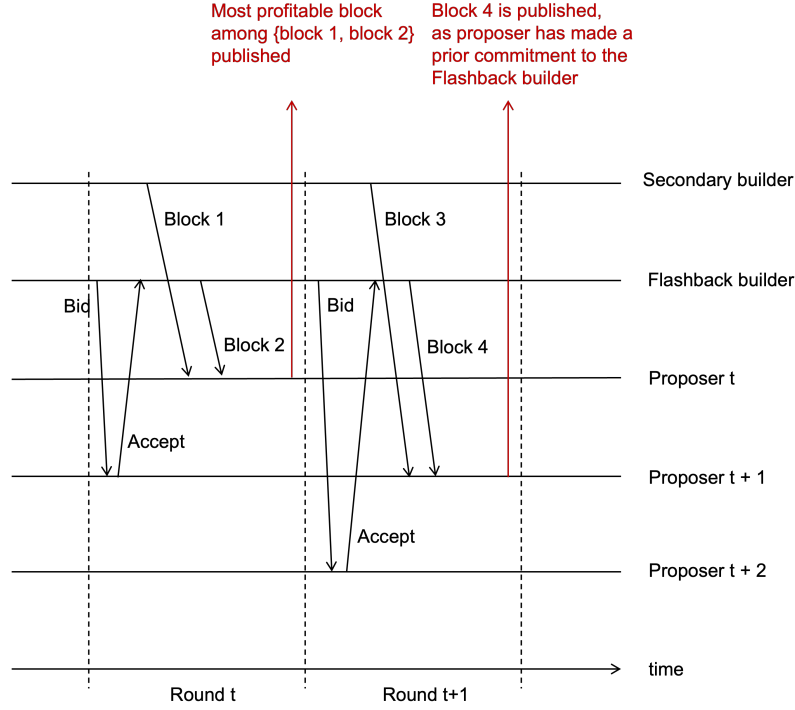 Most profitable block
among {block 1, block 2}
published
Block 4 is published,
as proposer has made a
prior commitment to the
Flashback builder
Secondary builder
Block 1
Block 3
Flashback builder
Bid
Bid
Block 2
Block 4
Proposer t
Accept
Proposer t + 1
Accept
Proposer t + 2
time
Round t
Round t+1